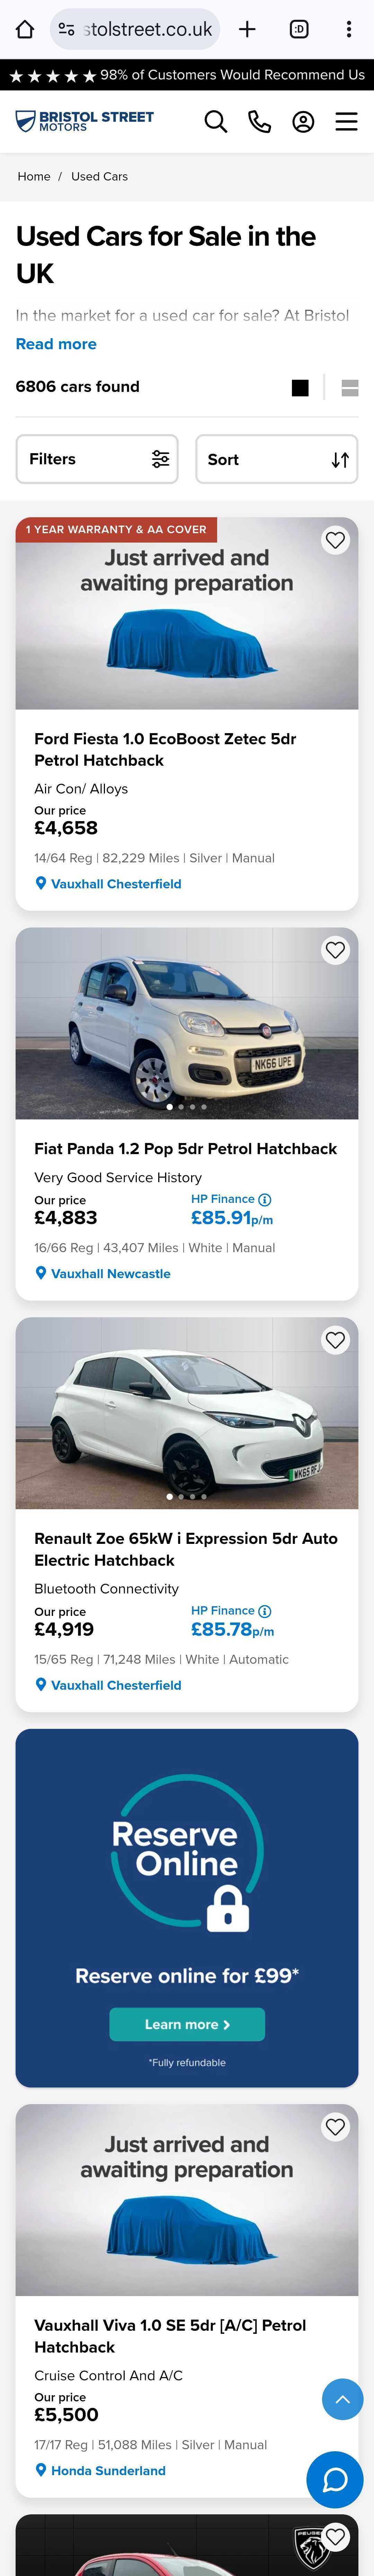 stolstreet.co.uk
:D
98% of Customers Would Recommend Us
BRISTOL STREET
MOTORS
Home / Used Cars
Used Cars for Sale in the
UK
In the market for a used car for sale? At Bristol
Read more
6806 cars found
Filters
Sort
1 YEAR WARRANTY & AA COVER
Just arrived and
awaiting preparation
Ford Fiesta 1.0 EcoBoost Zetec 5dr
Petrol Hatchback
Air Con/ Alloys
Our price
£4,658
14/64 Reg | 82,229 Miles | Silver | Manual
Vauxhall Chesterfield
NK66 UPE
Fiat Panda 1.2 Pop 5dr Petrol Hatchback
Very Good Service History
Our price
HP Finance
£4,883
£85.91p/m
16/66 Reg | 43,407 Miles | White | Manual
Vauxhall Newcastle
Renault Zoe 65kW i Expression 5dr Auto
Electric Hatchback
Bluetooth Connectivity
Our price
HP Finance
£4,919
£85.78p/m
15/65 Reg | 71,248 Miles | White | Automatic
Vauxhall Chesterfield
Reserve
Online
Reserve online for £99*
Learn more
*Fully refundable
Just arrived and
awaiting preparation
Vauxhall Viva 1.0 SE 5dr [A/C] Petrol
Hatchback
Cruise Control And A/C
Our price
£5,500
17/17 Reg | 51,088 Miles | Silver | Manual
Honda Sunderland